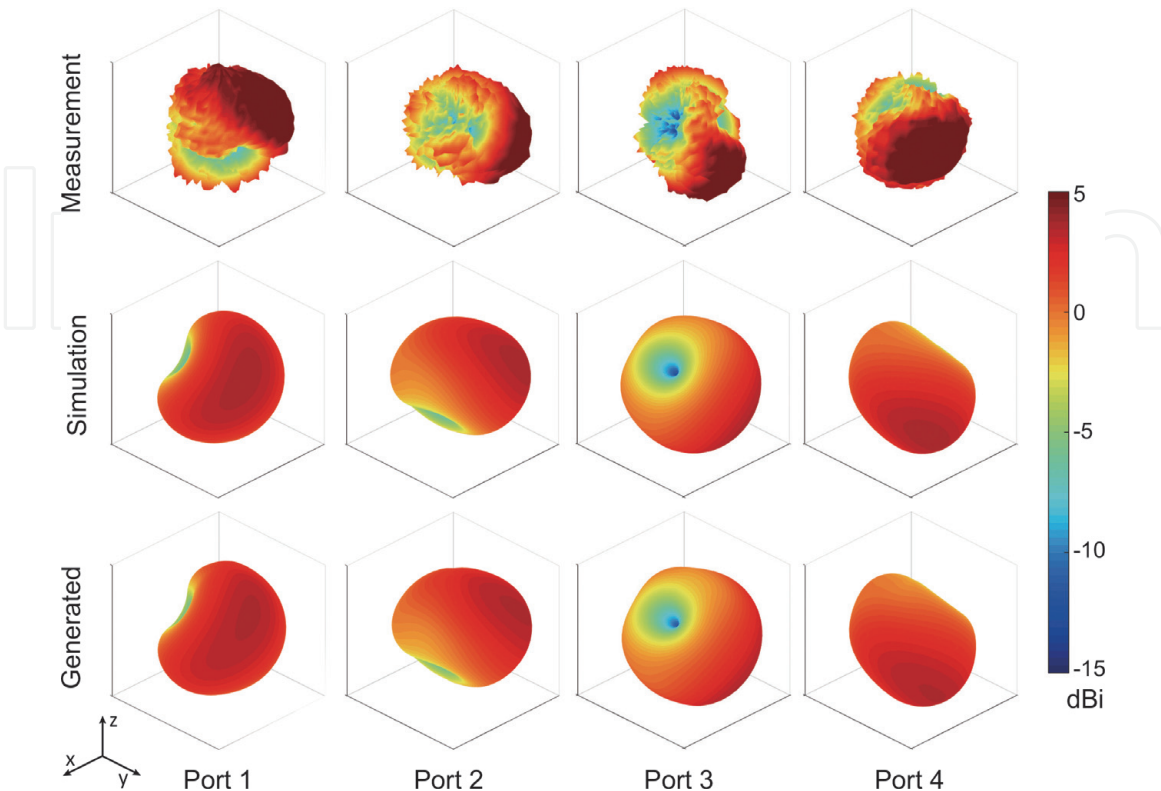 Measurement
Simulation
Generated
5
0
-5
-10
-15
dBi
z
x
y
Port 1
Port 2
Port 3
Port 4